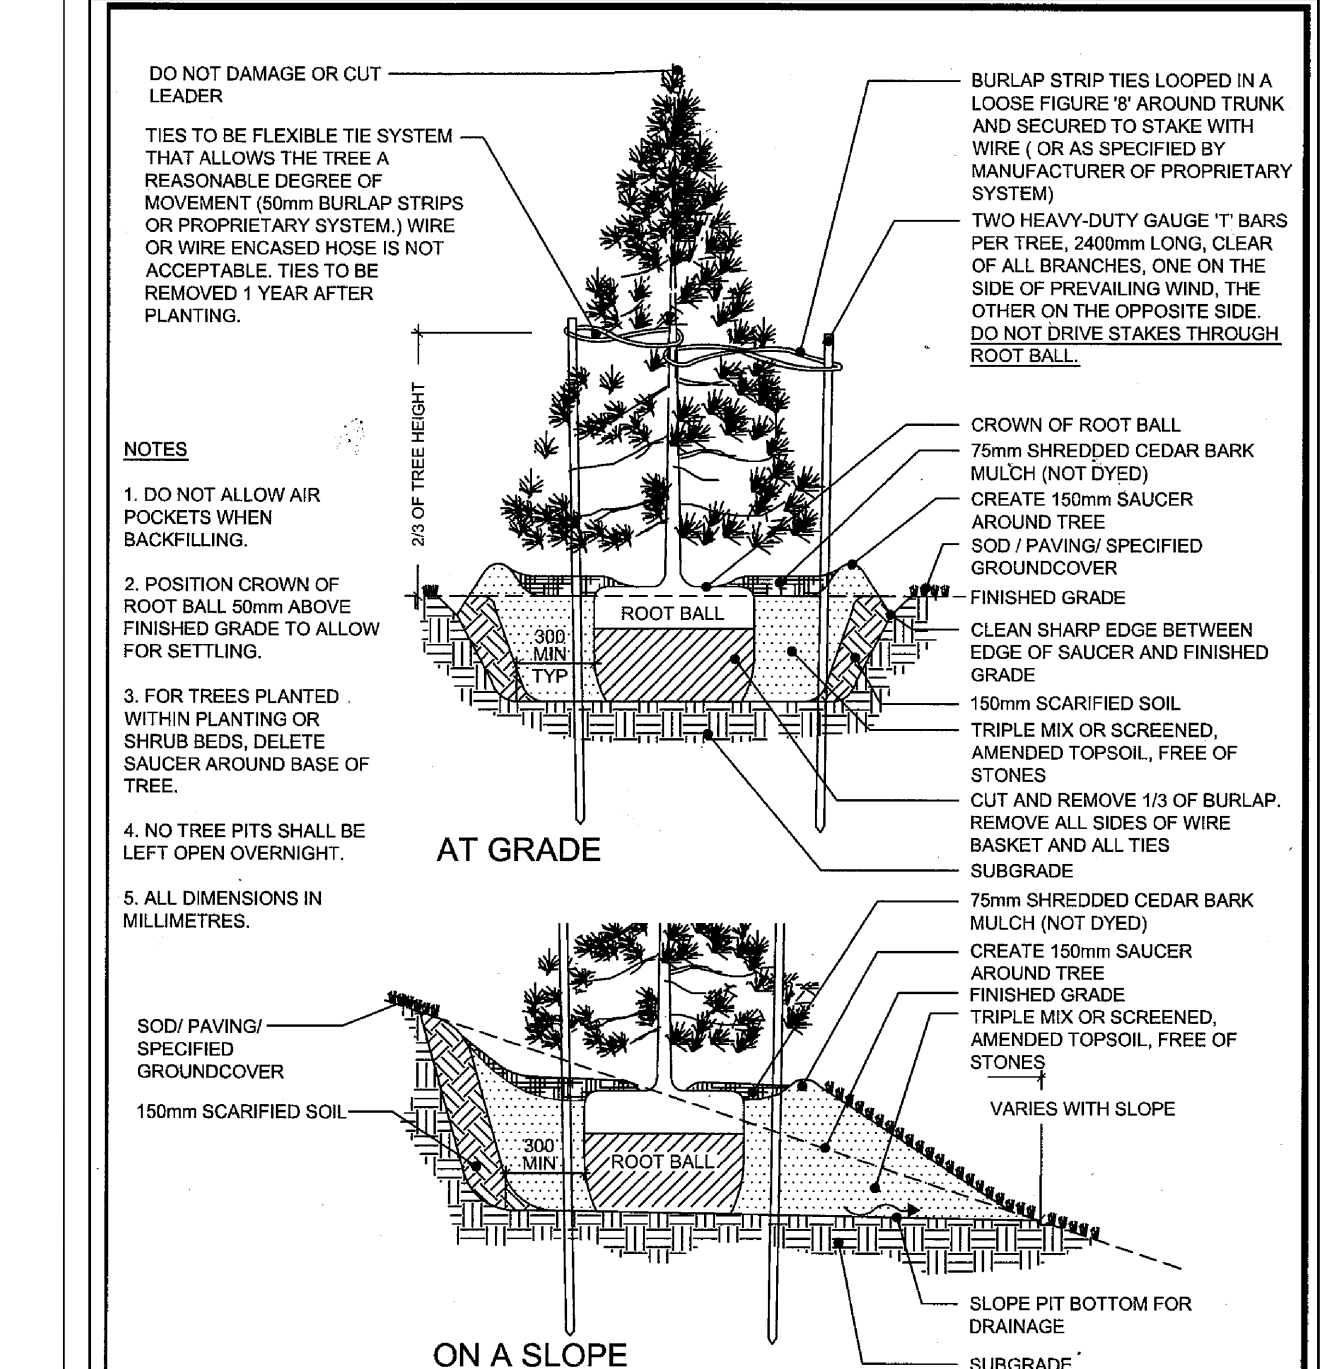 DO NOT DAMAGE OR CUT
LEADER
TIES TO BE FLEXIBLE TIE SYSTEM
THAT ALLOWS THE TREE A
REASONABLE DEGREE OF
MOVEMENT (50mm BURLAP STRIPS
OR PROPRIETARY SYSTEM.) WIRE
OR WIRE ENCASED HOSE IS NOT
ACCEPTABLE. TIES TO BE
REMOVED 1 YEAR AFTER
PLANTING.
BURLAP STRIP TIES LOOPED IN A
LOOSE FIGURE '8' AROUND TRUNK
AND SECURED TO STAKE WITH
WIRE ( OR AS SPECIFIED BY
MANUFACTURER OF PROPRIETARY
SYSTEM)
TWO HEAVY-DUTY GAUGE 'T' BARS
PER TREE, 2400mm LONG, CLEAR
OF ALL BRANCHES, ONE ON THE
SIDE OF PREVAILING WIND, THE
OTHER ON THE OPPOSITE SIDE.
DO NOT DRIVE STAKES THROUGH
ROOT BALL.
2/3 OF TREE HEIGHT
NOTES
1. DO NOT ALLOW AIR
POCKETS WHEN
BACKFILLING.
2. POSITION CROWN OF
ROOT BALL 50mm ABOVE
FINISHED GRADE TO ALLOW
FOR SETTLING.
3. FOR TREES PLANTED
WITHIN PLANTING OR
SHRUB BEDS, DELETE
SAUCER AROUND BASE OF
TREE.
4. NO TREE PITS SHALL BE
LEFT OPEN OVERNIGHT.
5. ALL DIMENSIONS IN
MILLIMETRES.
CROWN OF ROOT BALL
75mm SHREDDED CEDAR BARK
MULCH (NOT DYED)
CREATE 150mm SAUCER
AROUND TREE
SOD / PAVING/ SPECIFIED
GROUNDCOVER
FINISHED GRADE
CLEAN SHARP EDGE BETWEEN
EDGE OF SAUCER AND FINISHED
GRADE
150mm SCARIFIED SOIL
TRIPLE MIX OR SCREENED,
AMENDED TOPSOIL, FREE OF
STONES
CUT AND REMOVE 1/3 OF BURLAP.
REMOVE ALL SIDES OF WIRE
BASKET AND ALL TIES
SUBGRADE
ROOT BALL
300
MIN
TYP
AT GRADE
75mm SHREDDED CEDAR BARK
MULCH (NOT DYED)
CREATE 150mm SAUCER
AROUND TREE
FINISHED GRADE
TRIPLE MIX OR SCREENED,
AMENDED TOPSOIL, FREE OF
STONES
VARIES WITH SLOPE
SOD/ PAVING/
SPECIFIED
GROUNDCOVER
150mm SCARIFIED SOIL
300
MIN
ROOT BALL
SLOPE PIT BOTTOM FOR
DRAINAGE
SUBGRADE
ON A SLOPE